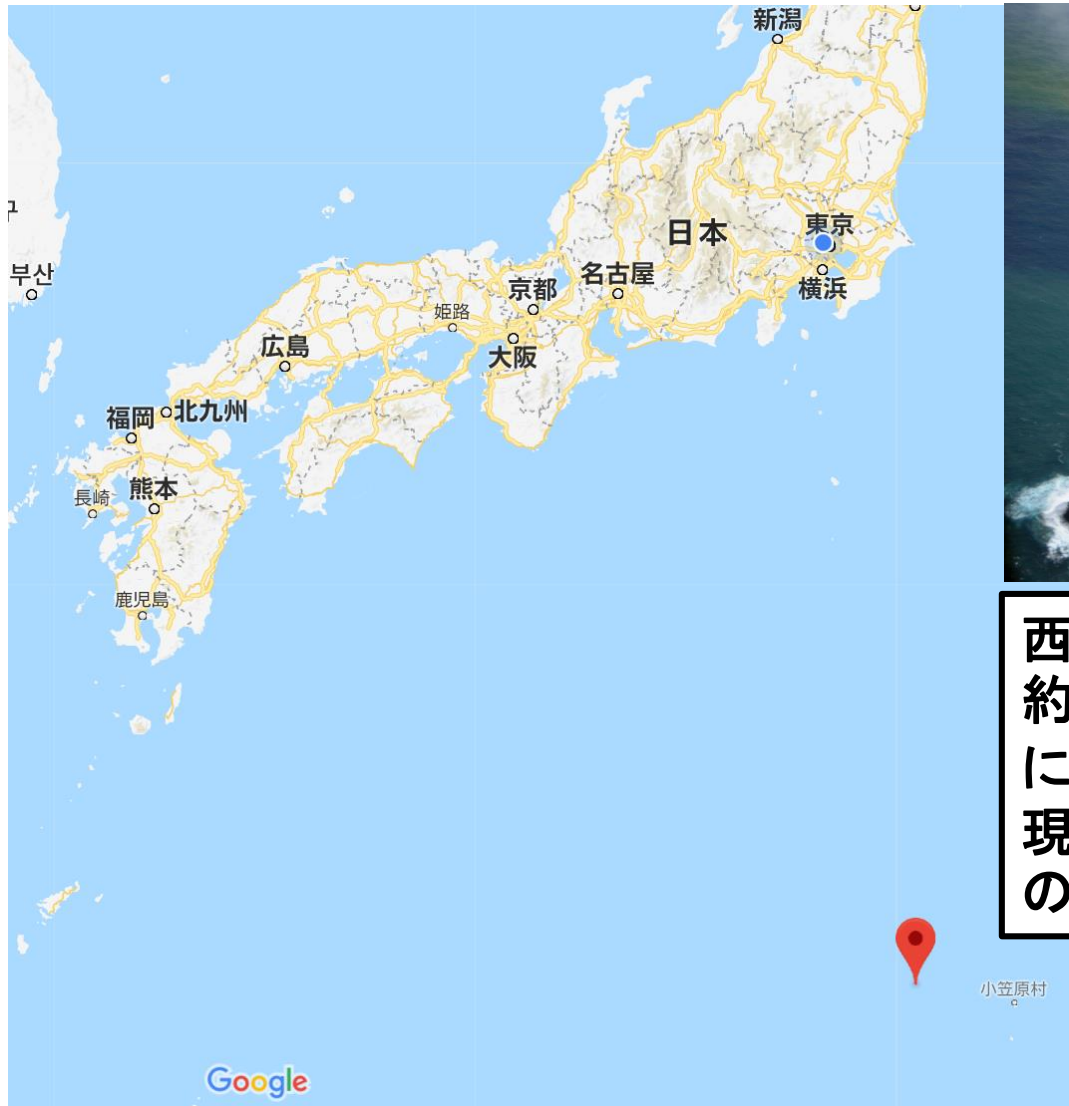 新潟
東京
日本
横浜
名古屋
京都
姫路
大阪
広島
부산
福岡
北九州
長崎
熊本
鹿児島
西
約
に
現
の
小笠原村
Google